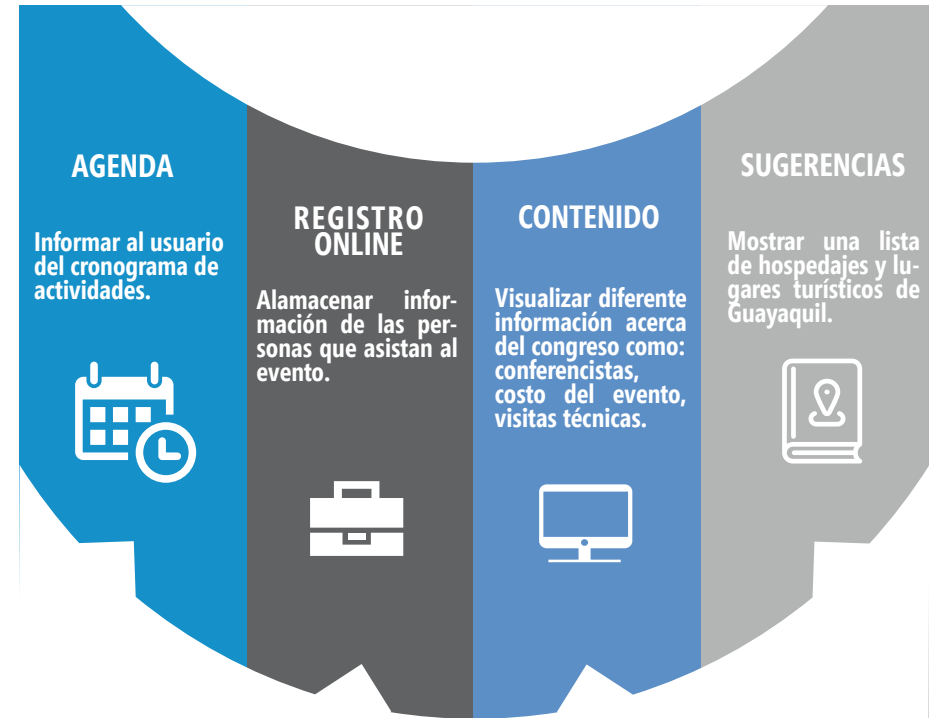 AGENDA
Informar al usuario
del cronograma de
actividades.
REGISTRO
ONLINE
Alamacenar infor-
mación de las per-
sonas que asistan al
evento.
CONTENIDO
Visualizar diferente
información acerca
del congreso como:
conferencistas,
costo del evento,
visitas técnicas.
SUGERENCIAS
Mostrar una lista
de hospedajes y lu-
gares turísticos de
Guayaquil.